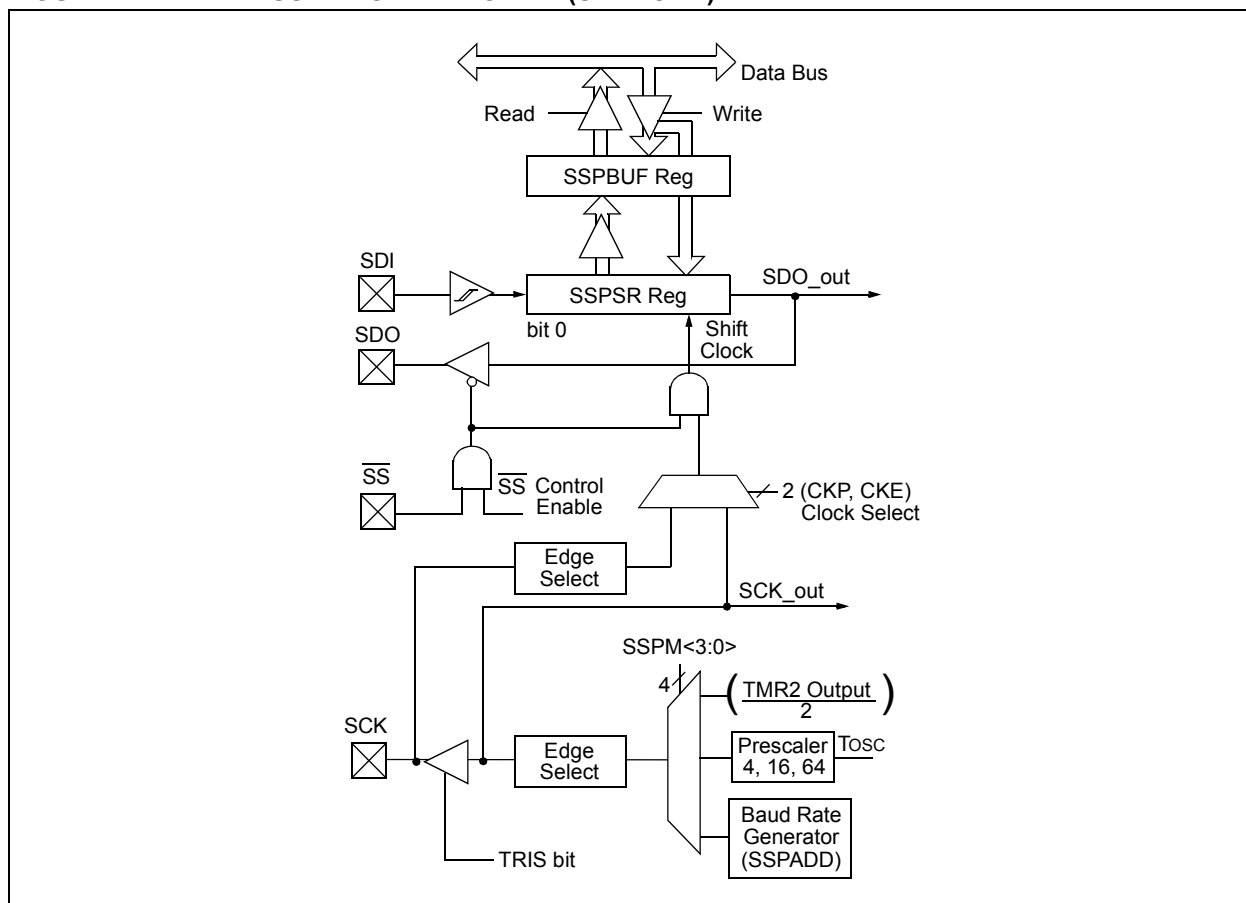 Data Bus
Read
Write
SSPBUF Reg
SDI
SSPSR Reg
SDO_out
bit 0
Shift
Clock
SDO
SS
SS Control
Enable
2 (CKP, CKE)
Clock Select
Edge
Select
SCK_out
SSPM<3:0>
4
( TMR2 Output )
2
SCK
Edge
Select
Prescaler
4, 16, 64
TOSC
Baud Rate
Generator
(SSPADD)
TRIS bit